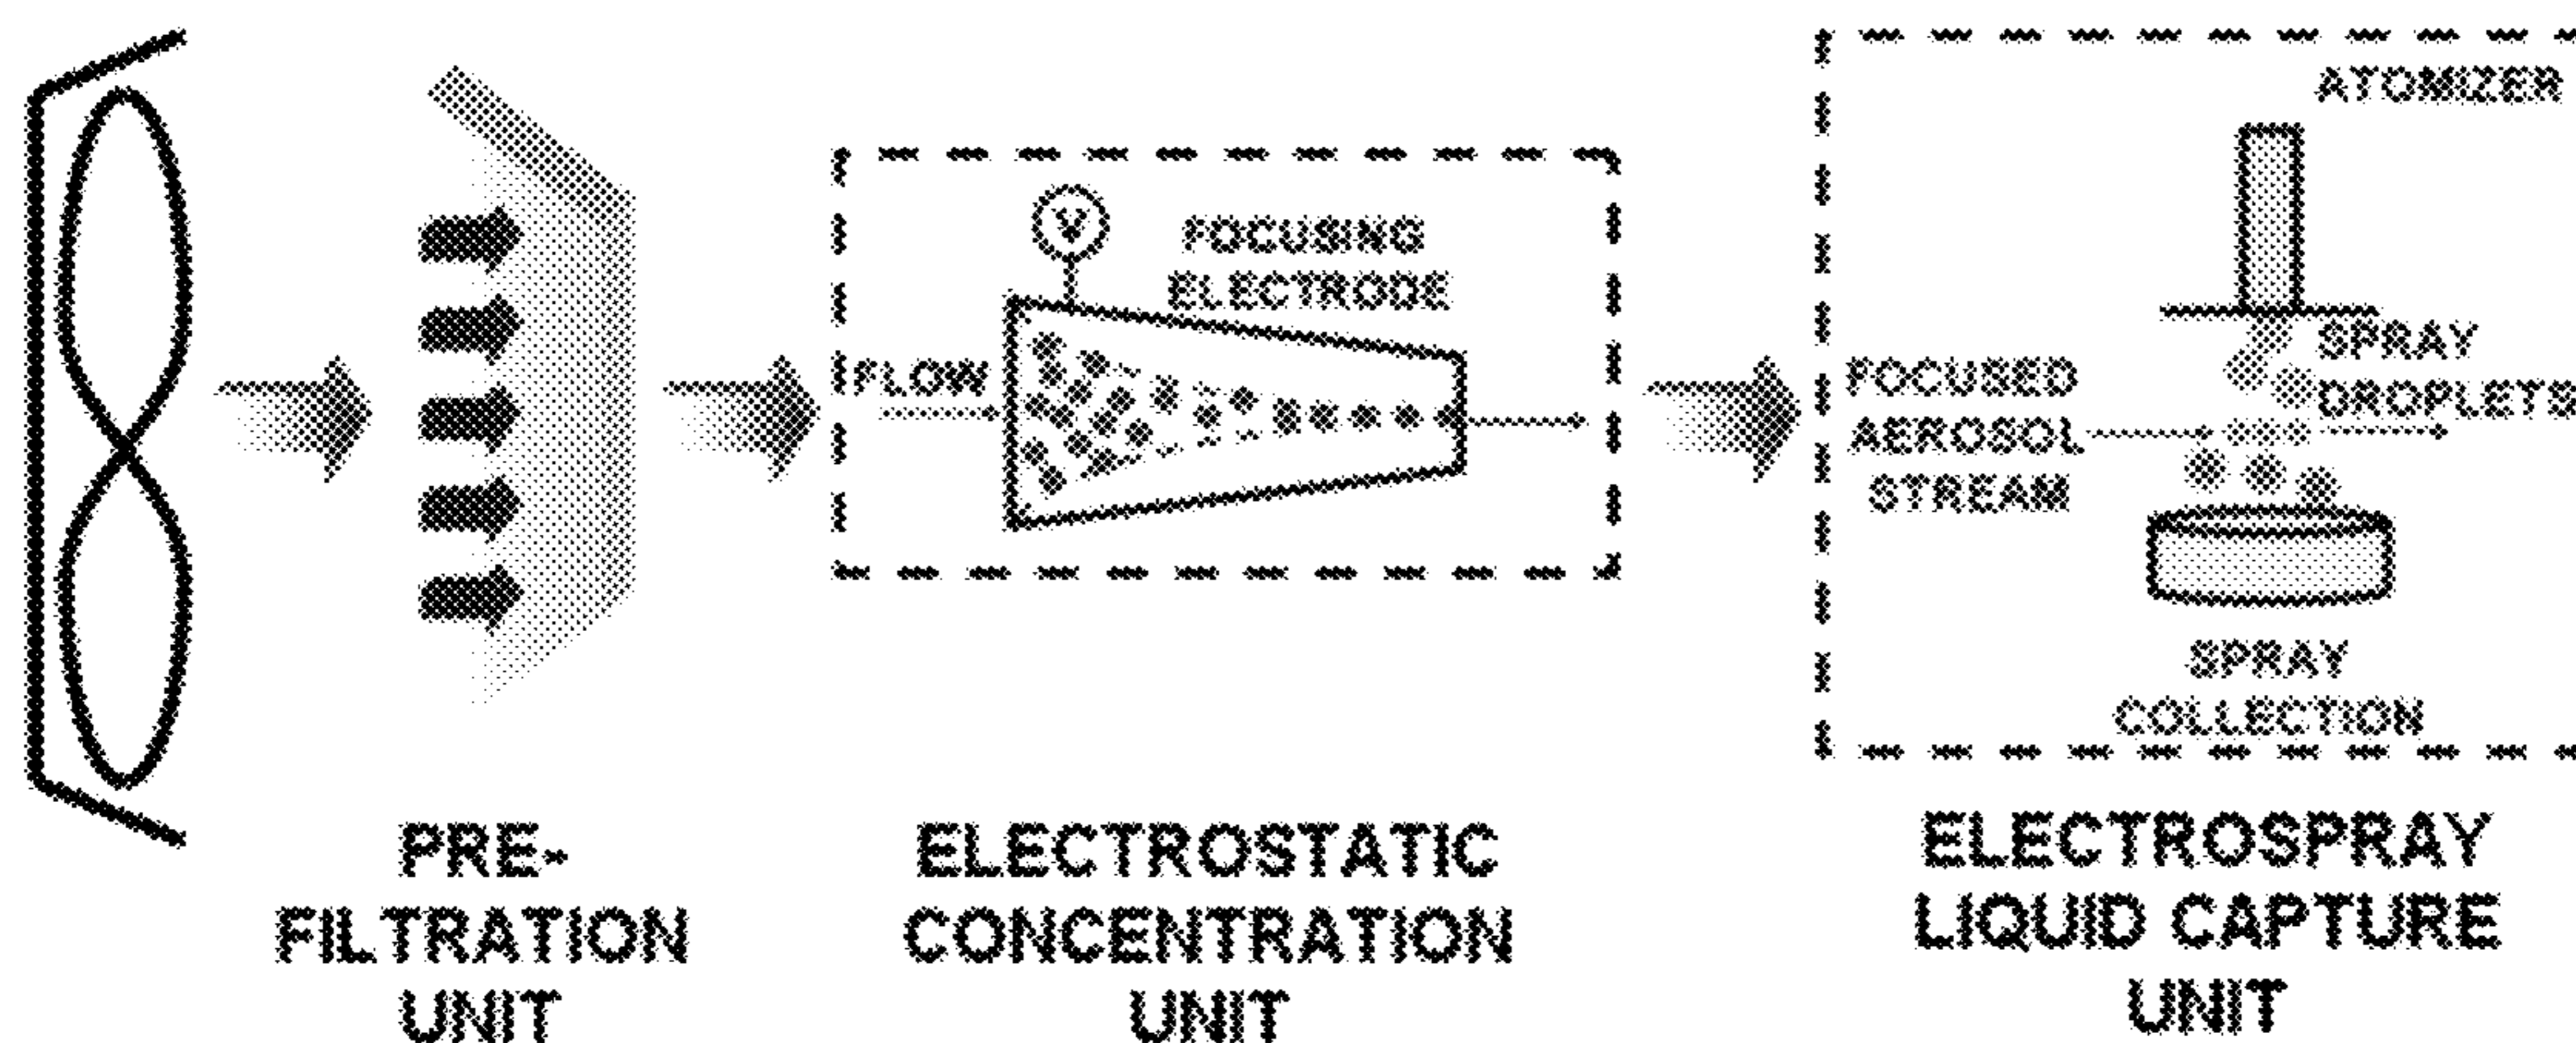 ATOMIZER
V
FOCUSING
ELECTRODE
FLOW
SPRAY
DROPLETS
FOCUSED
AEROSOL
STREAM
SPRAY
COLLECTION
PRE-
FILTRATION
UNIT
ELECTROSTATIC
CONCENTRATION
UNIT
ELECTROSPRAY
LIQUID CAPTURE
UNIT